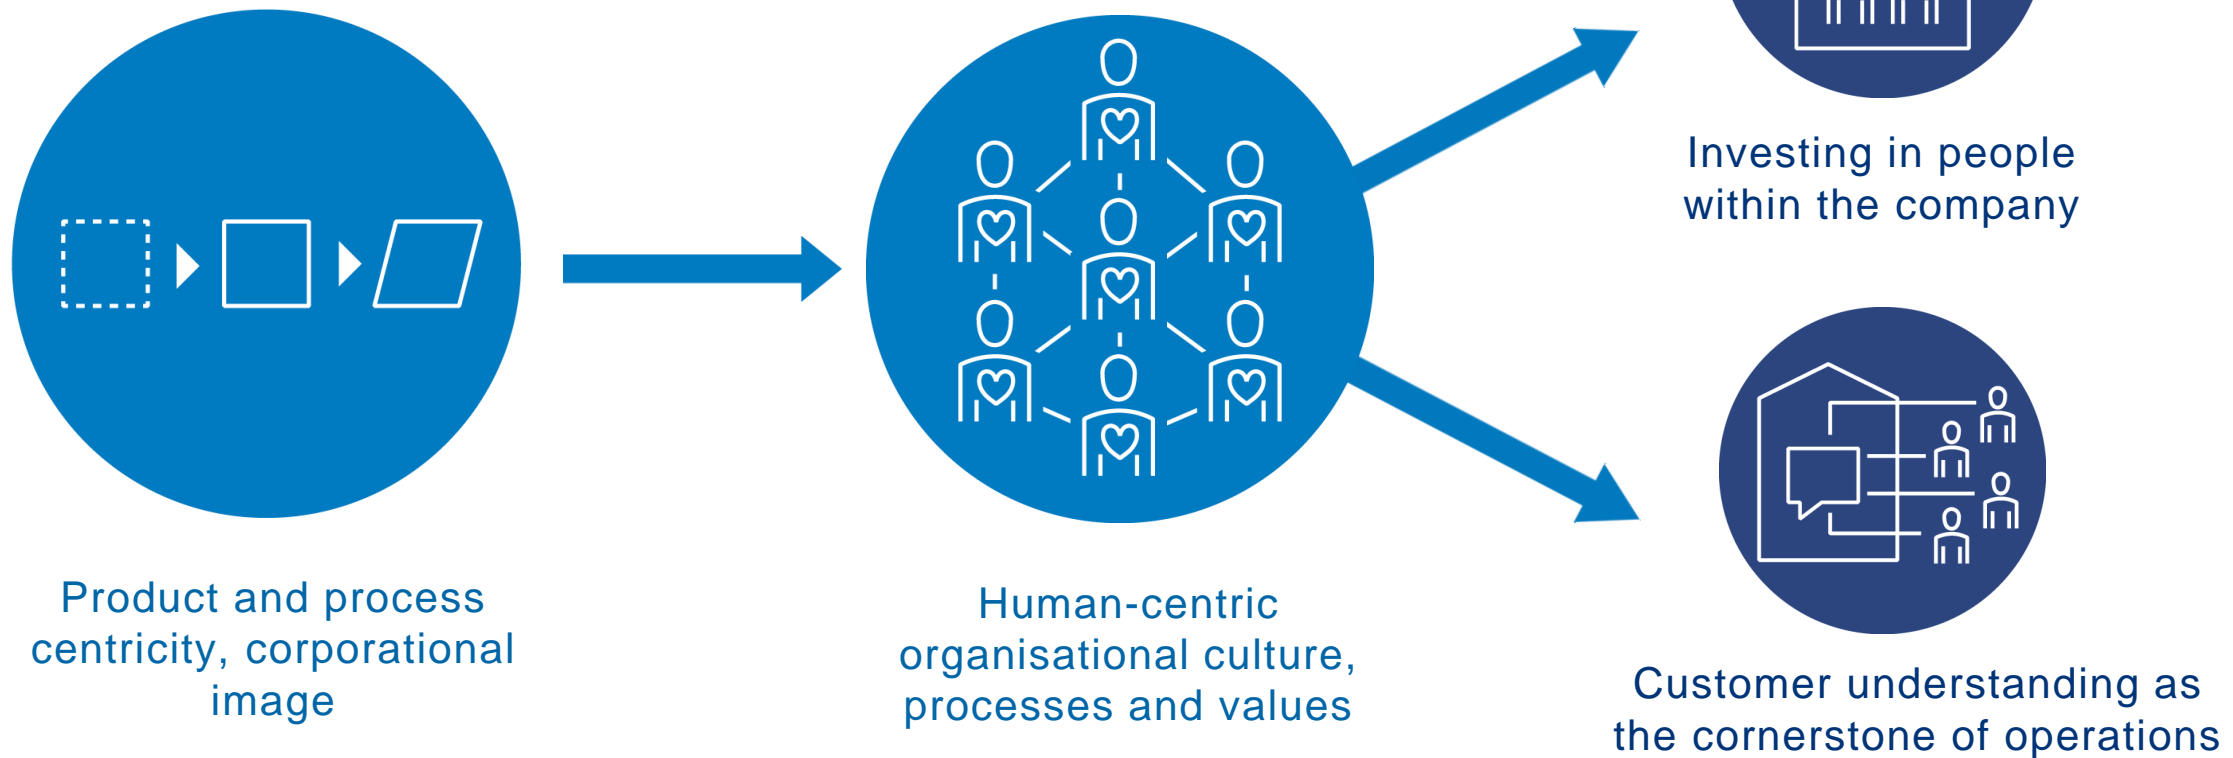 Product and process
centricity, corporational
image
Human-centric
organisational culture,
processes and values
Investing in people
within the company
Customer understanding as
the cornerstone of operations